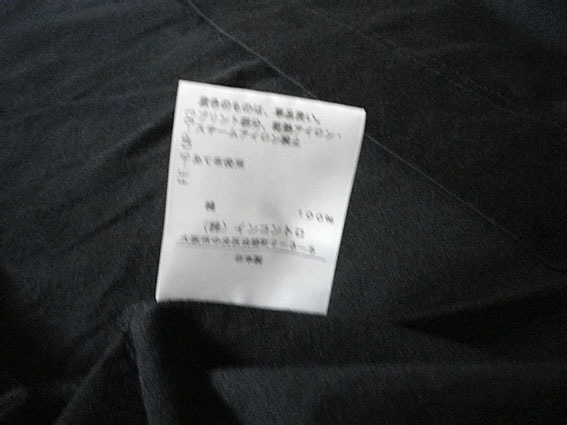 濃色のものは、単品洗い。
プリント部分、乾熱アイロン・
スチームアイロン禁止
あて布使用
綿 100%
(株)インコントロ
日本製